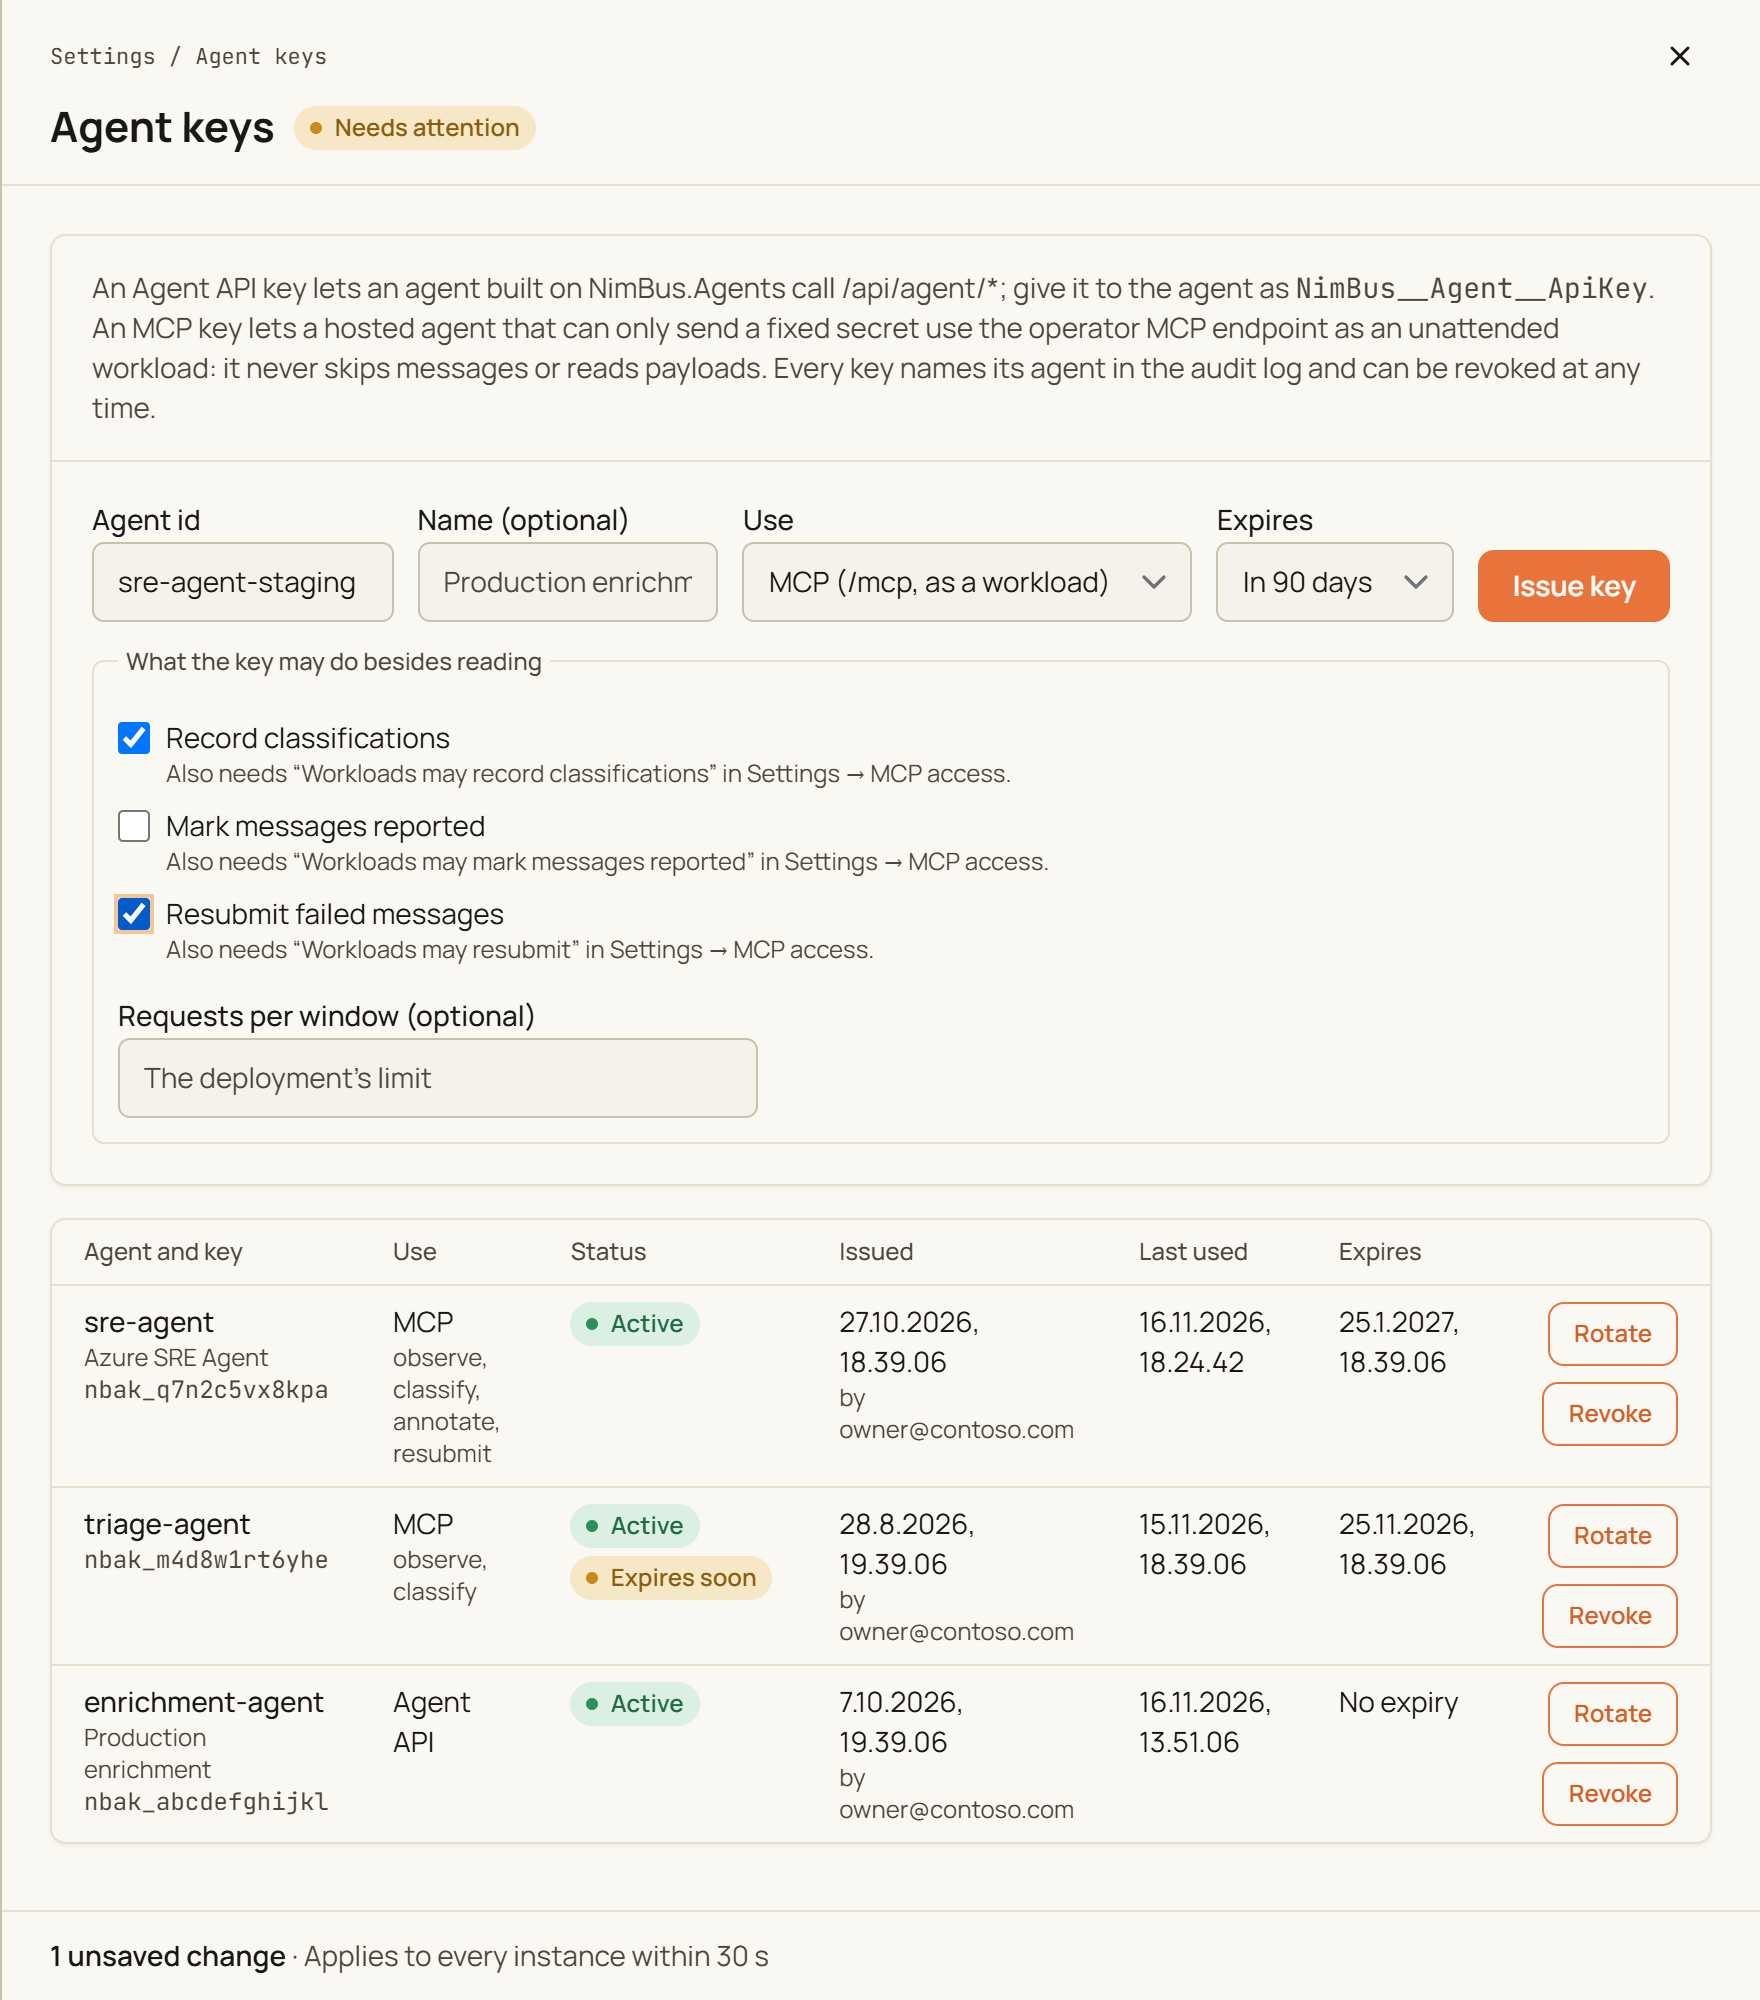 Settings / Agent keys
Agent keys
Needs attention
An Agent API key lets an agent built on NimBus.Agents call /api/agent/*; give it to the agent as NimBus__Agent__ApiKey.
An MCP key lets a hosted agent that can only send a fixed secret use the operator MCP endpoint as an unattended
workload: it never skips messages or reads payloads. Every key names its agent in the audit log and can be revoked at any
time.
Agent id
Name (optional)
Use
Expires
sre-agent-staging
Production enrichm
MCP (/mcp, as a workload)
In 90 days
Issue key
What the key may do besides reading
Record classifications
Also needs “Workloads may record classifications” in Settings → MCP access.
Mark messages reported
Also needs “Workloads may mark messages reported” in Settings → MCP access.
Resubmit failed messages
Also needs “Workloads may resubmit” in Settings → MCP access.
Requests per window (optional)
The deployment's limit
Agent and key
Use
Status
Issued
Last used
Expires
sre-agent
Azure SRE Agent
nbak_q7n2c5vx8kpa
MCP
observe,
classify,
annotate,
resubmit
Active
27.10.2026,
18.39.06
by
owner@contoso.com
16.11.2026,
18.24.42
25.1.2027,
18.39.06
Rotate
Revoke
triage-agent
nbak_m4d8w1rt6yhe
MCP
observe,
classify
Active
Expires soon
28.8.2026,
19.39.06
by
owner@contoso.com
15.11.2026,
18.39.06
25.11.2026,
18.39.06
Rotate
Revoke
enrichment-agent
Production
enrichment
nbak_abcdefghijkl
Agent
API
Active
7.10.2026,
19.39.06
by
owner@contoso.com
16.11.2026,
13.51.06
No expiry
Rotate
Revoke
1 unsaved change · Applies to every instance within 30 s